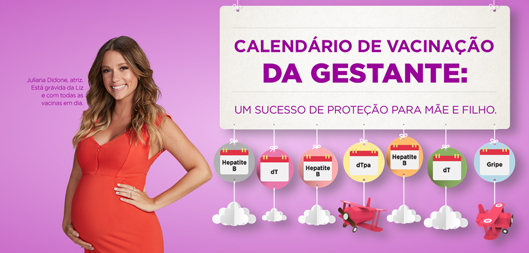 CALENDÁRIO DE VACINAÇÃO
DA GESTANTE:
UM SUCESSO DE PROTEÇÃO PARA MÃE E FILHO.
Juliana Didone, atriz.
Está grávida da Liz
e com todas as
vacinas em dia.
Hepatite
B
dT
Hepatite
B
dTpa
Hepatite
B
dT
Gripe